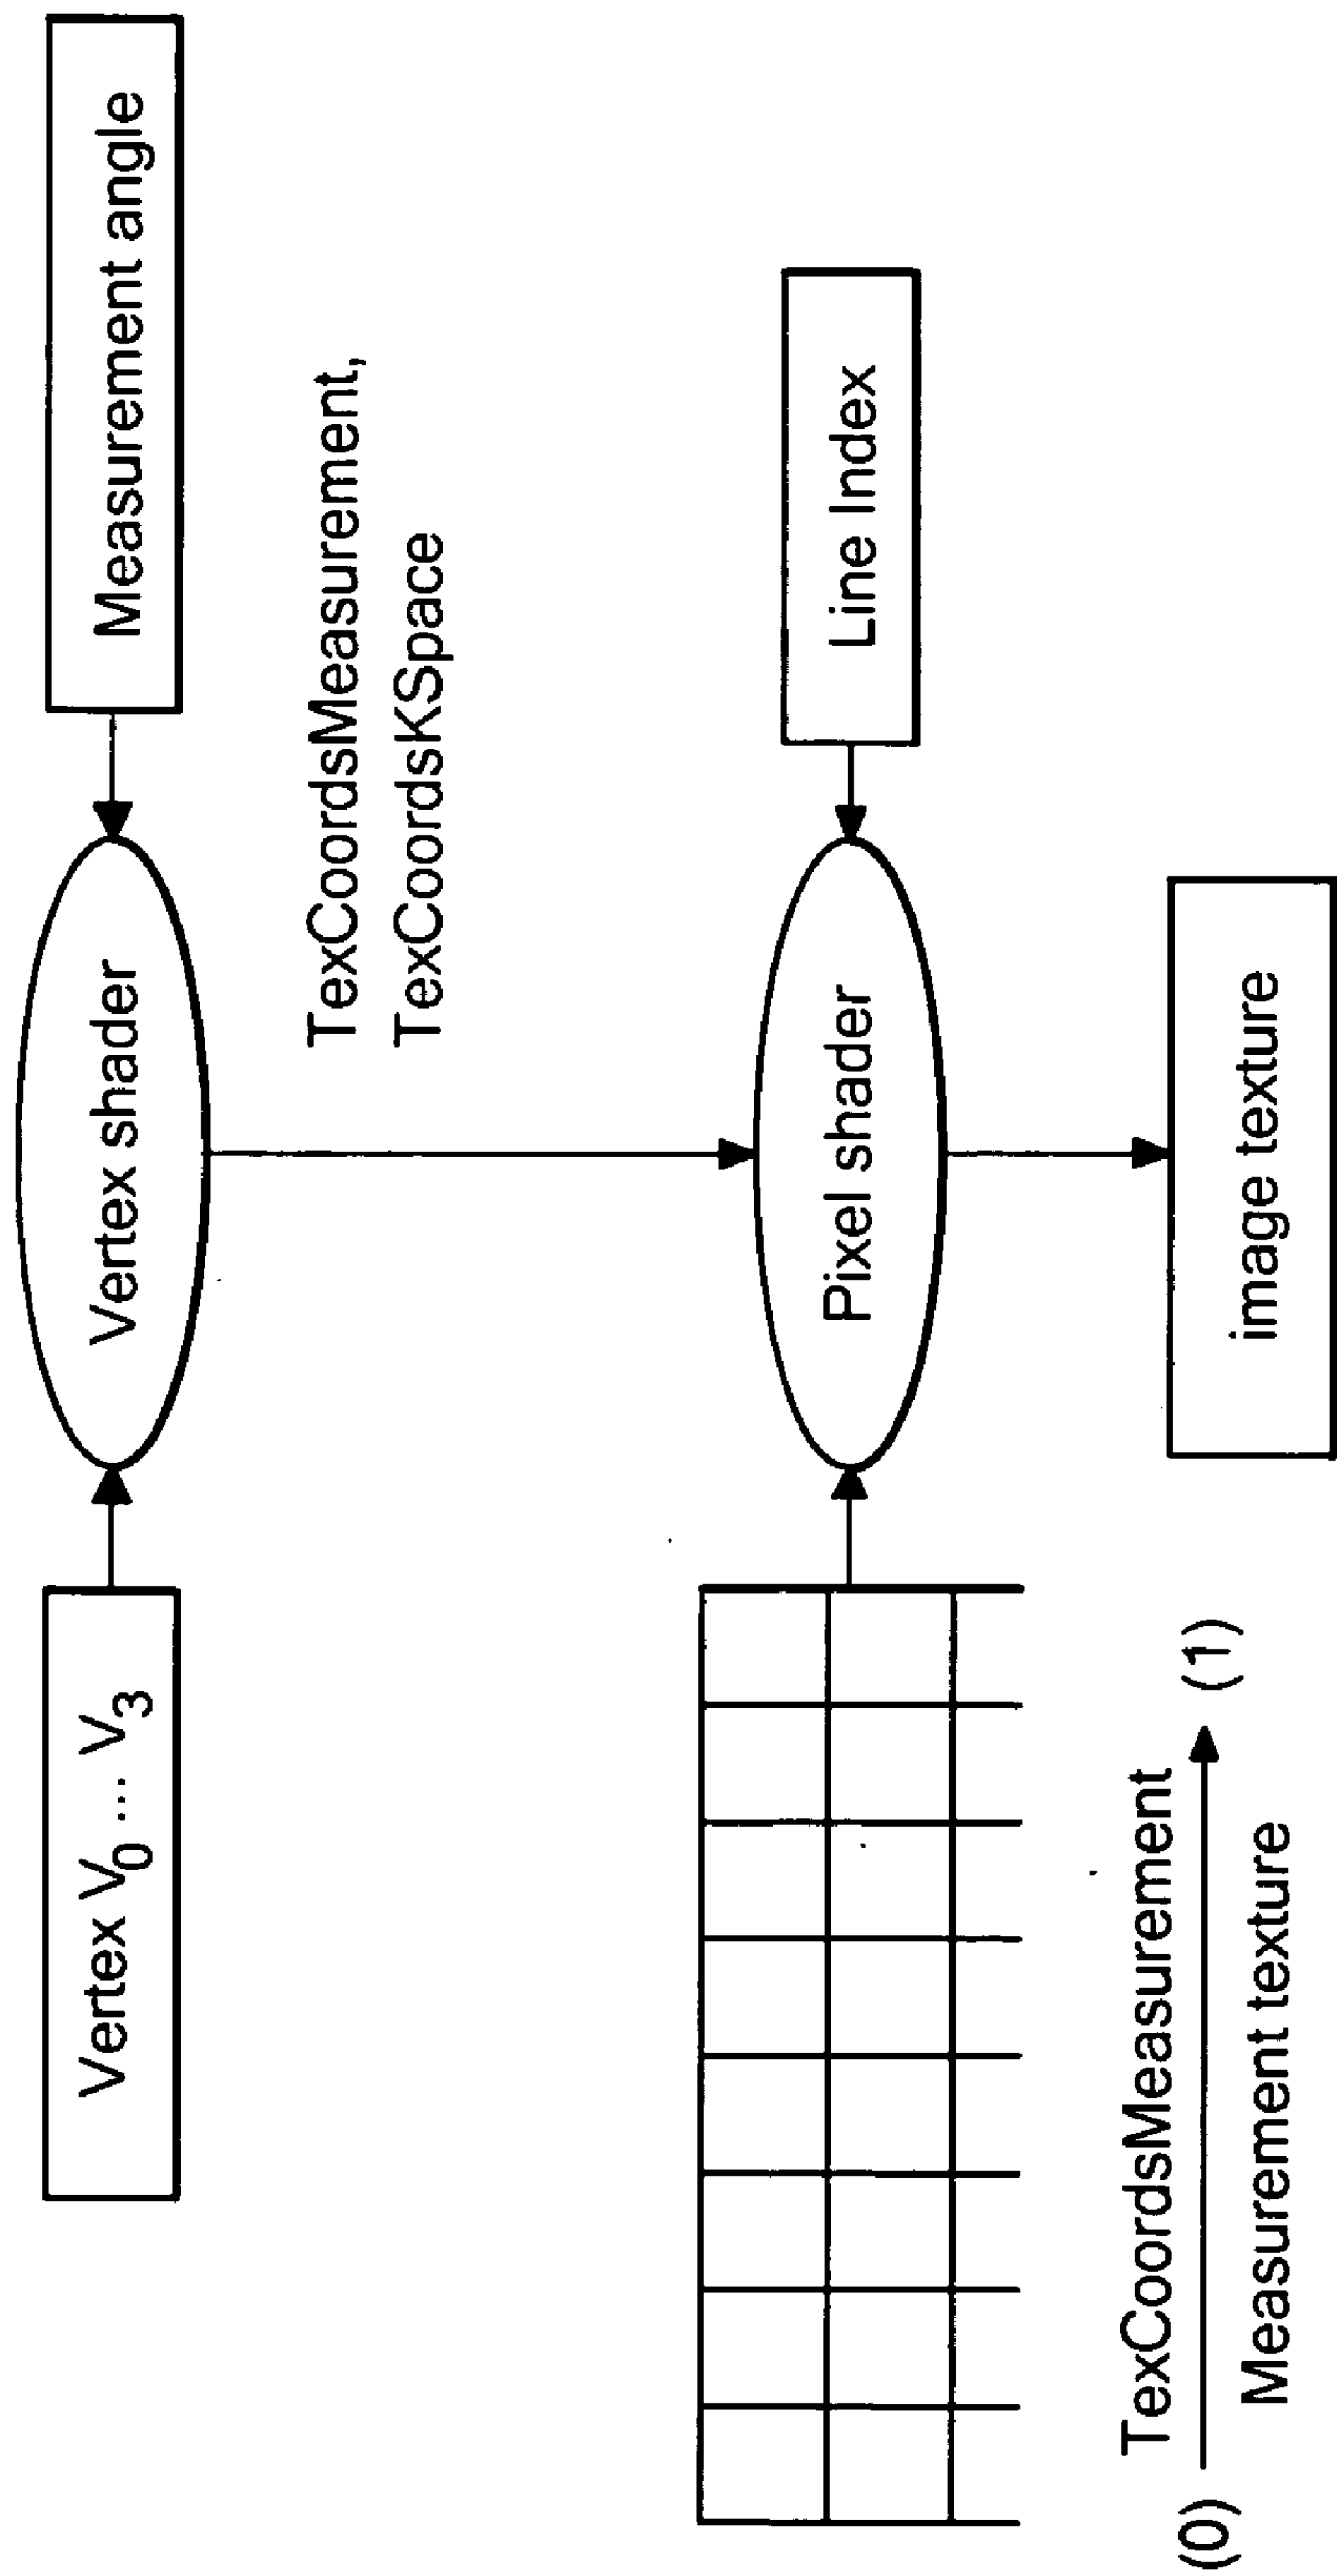 Vertex V0 ... V3
Vertex shader
Measurement angle
TexCoordsMeasurement,
TexCoordsKSpace
Pixel shader
Line Index
TexCoordsMeasurement
(0)
(1)
Measurement texture
image texture